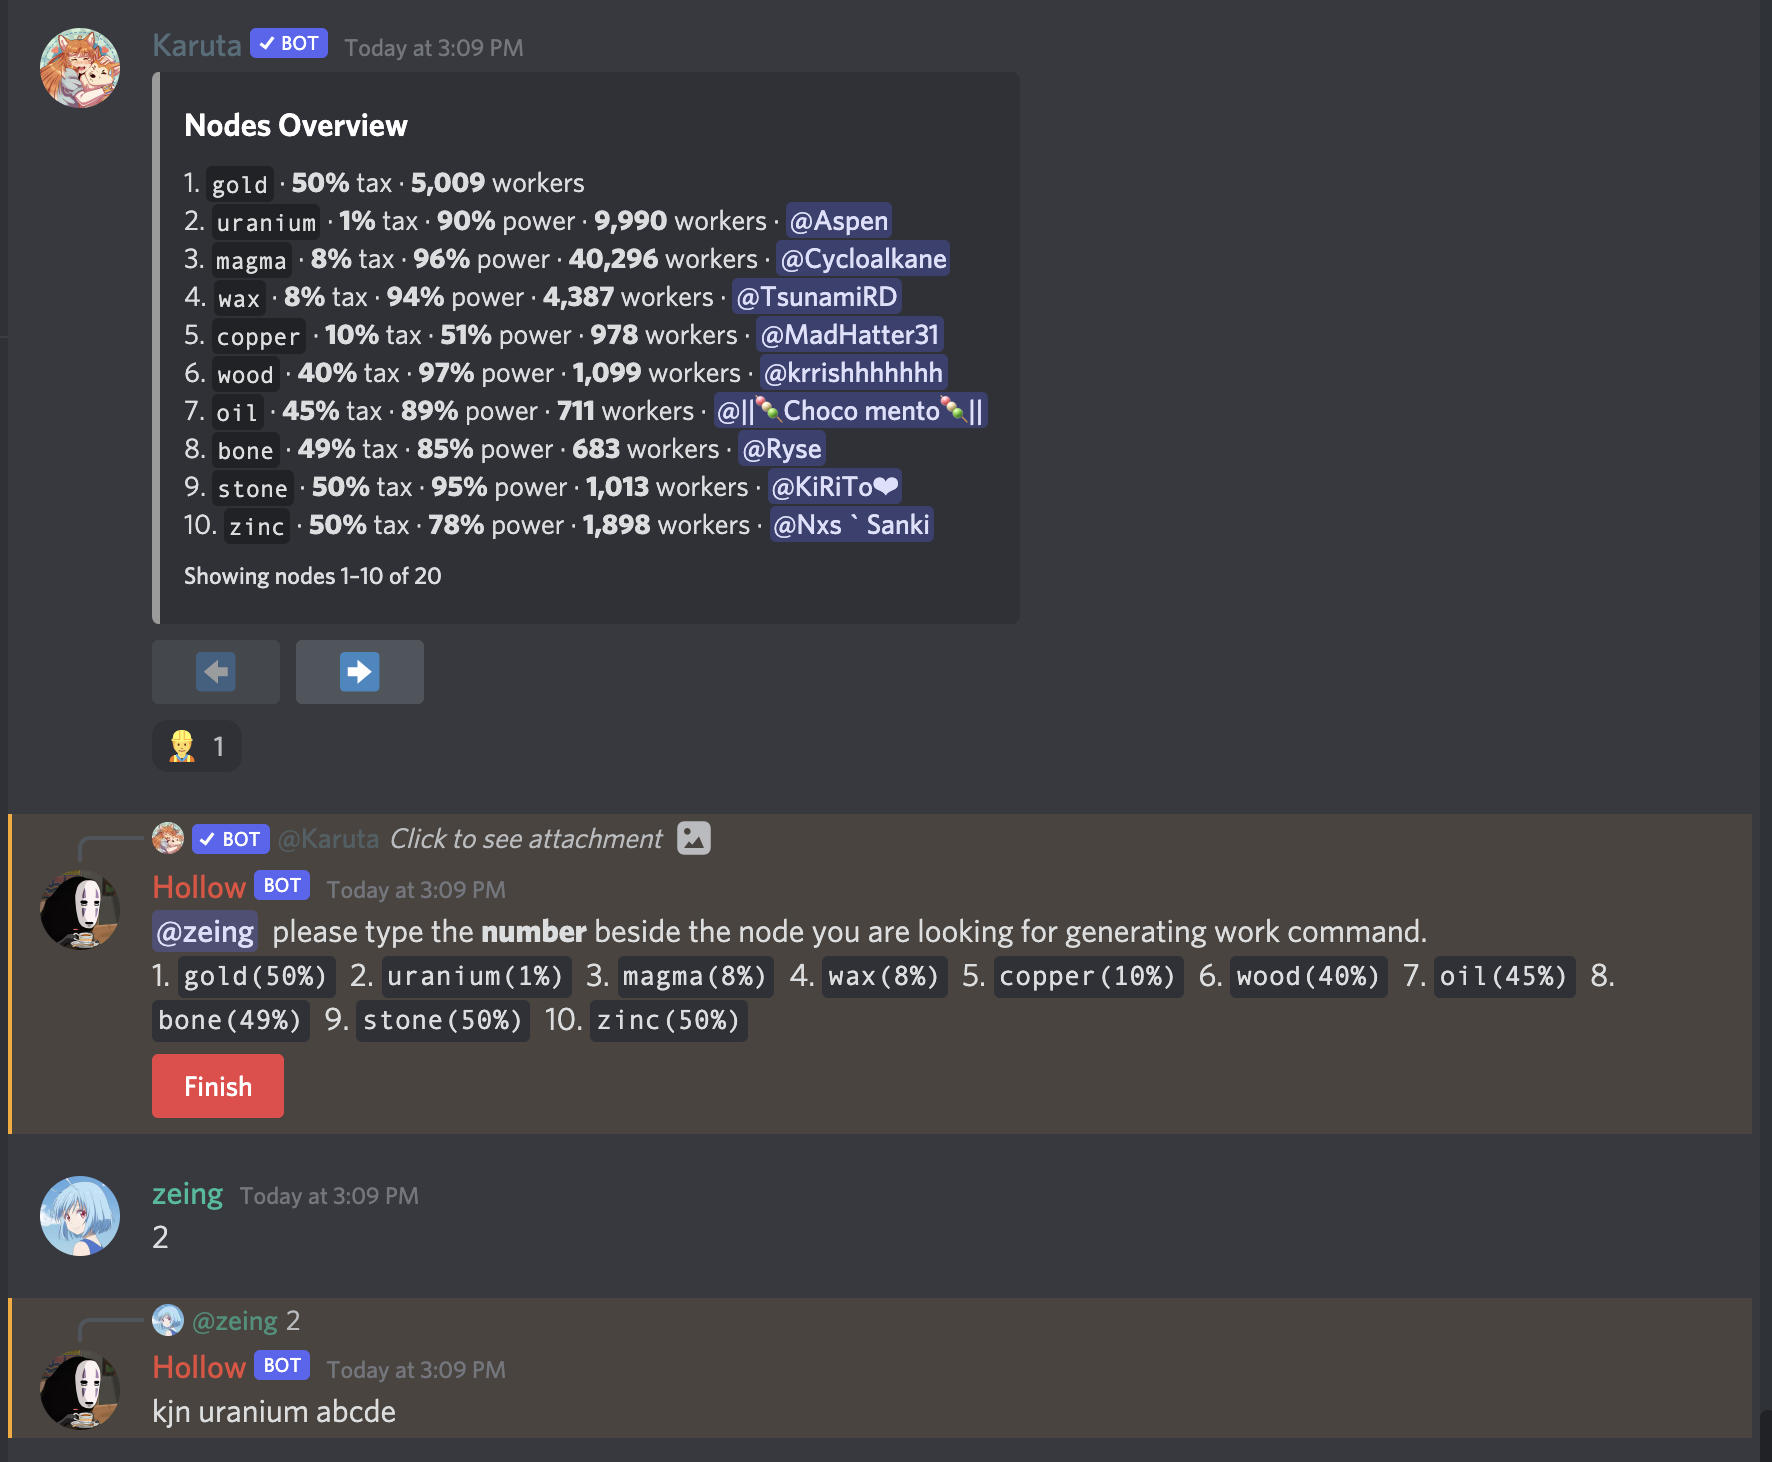 Karuta ✓ BOT Today at 3:09 PM
Nodes Overview
1. gold · 50% tax · 5,009 workers
2. uranium · 1% tax · 90% power · 9,990 workers · @Aspen
3. magma · 8% tax · 96% power · 40,296 workers · @Cycloalkane
4. wax · 8% tax · 94% power · 4,387 workers · @TsunamiRD
5. copper · 10% tax · 51% power · 978 workers · @MadHatter31
6. wood · 40% tax · 97% power · 1,099 workers · @krrishhhhhhh
7. oil · 45% tax · 89% power · 711 workers · @||🍡Choco mento🍡||
8. bone · 49% tax · 85% power · 683 workers · @Ryse
9. stone · 50% tax · 95% power · 1,013 workers · @KiRiTo❤
10. zinc · 50% tax · 78% power · 1,898 workers · @Nxs ` Sanki
Showing nodes 1–10 of 20
1
✓ BOT @Karuta Click to see attachment
Hollow BOT Today at 3:09 PM
@zeing please type the number beside the node you are looking for generating work command.
1. gold(50%) 2. uranium(1%) 3. magma(8%) 4. wax(8%) 5. copper(10%) 6. wood(40%) 7. oil(45%) 8.
bone(49%) 9. stone(50%) 10. zinc(50%)
Finish
zeing Today at 3:09 PM
2
@zeing 2
Hollow BOT Today at 3:09 PM
kjn uranium abcde